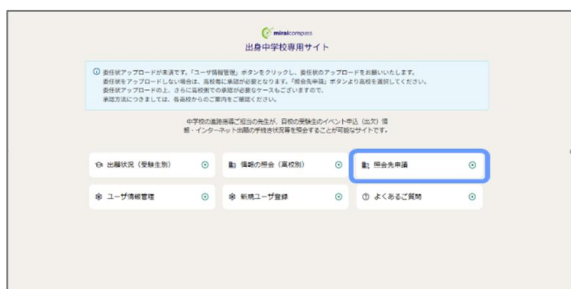 miraicompass
出身中学校専用サイト
委任状アップロードが未済です。「ユーザ情報管理」ボタンをクリックし、委任状のアップロードをお願いいたします。
委任状をアップロードしない場合は、高校毎に承認が必要となります。「照会先申請」ボタンより高校を選択してください。
委任状アップロードの上、さらに高校側での承認が必要なケースもございますので、
承認方法につきましては、各高校からのご案内をご確認ください。
中学校の進路指導ご担当の先生が、自校の受験生のイベント申込（出欠）情
報・インターネット出願の手続き状況等を照会することが可能なサイトです。
出願状況（受験生別） 情報の照会（高校別） 照会先申請
ユーザ情報管理 新規ユーザ登録 よくあるご質問